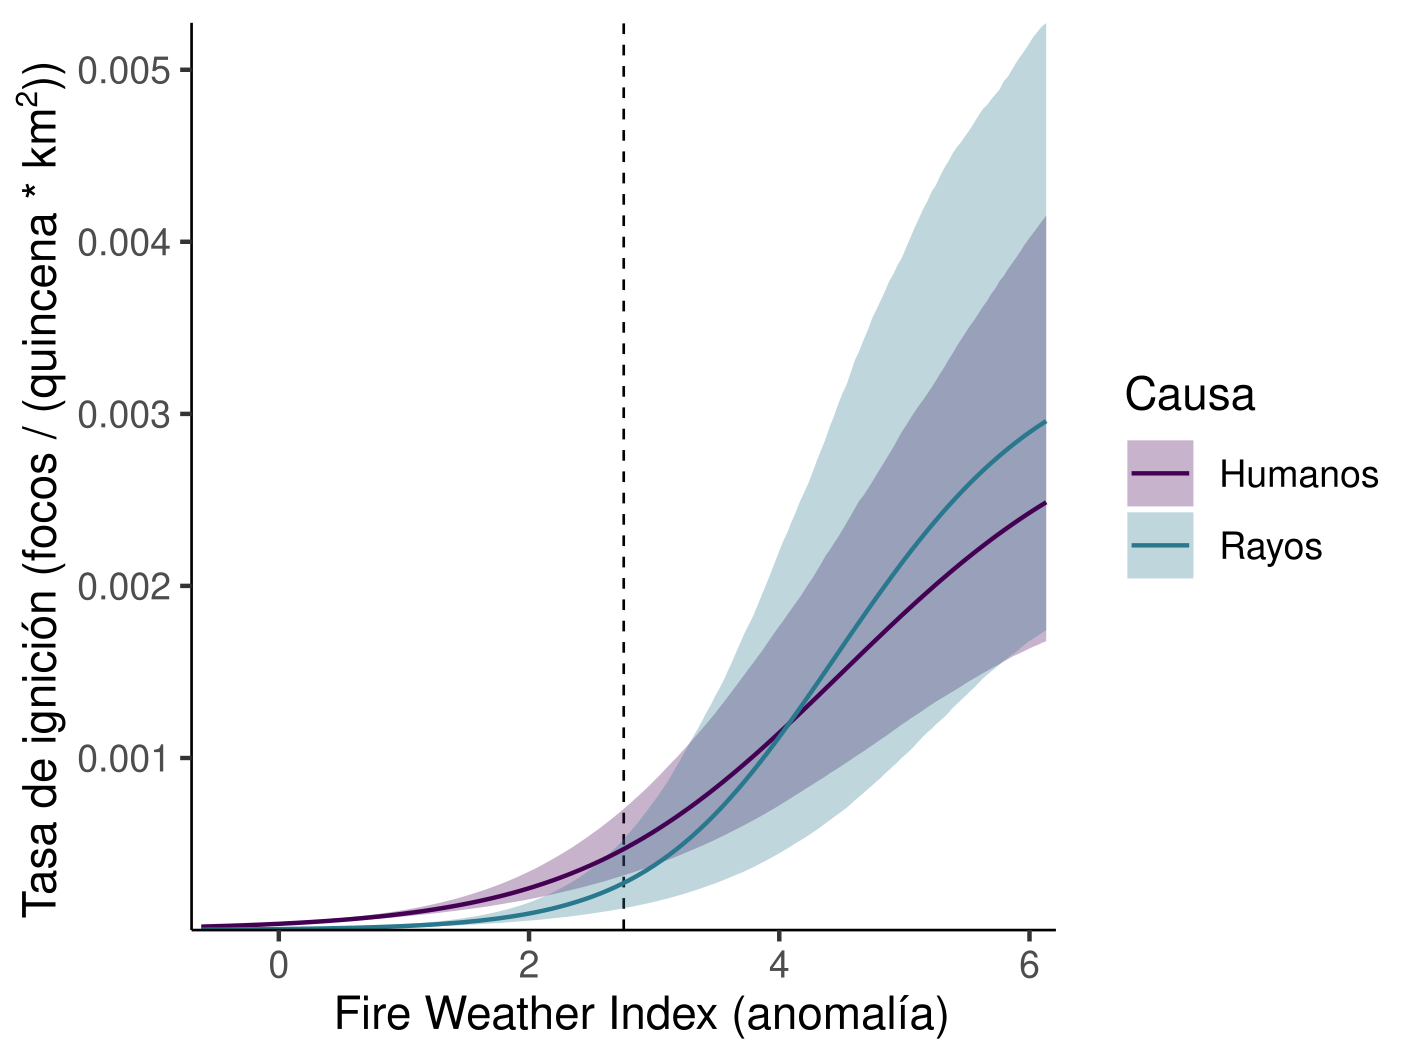 Tasa de ignición (focos / (quincena * km²))
0.005
0.004
0.003
0.002
0.001
0 2 4 6
Fire Weather Index (anomalía)
Causa
Humanos
Rayos